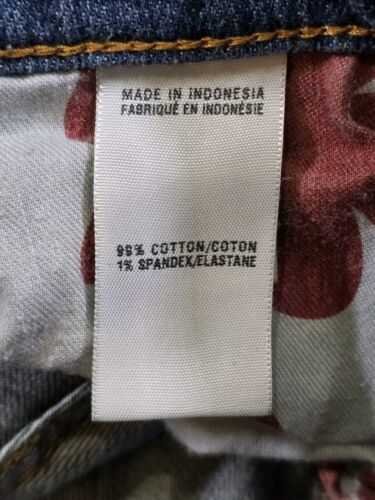 MADE IN INDONESIA
FABRIQUÉ EN INDONÉSIE
99% COTTON/COTON
1% SPANDEX/ELASTANE